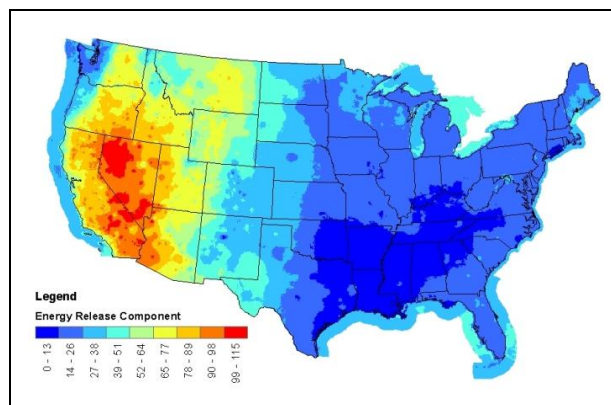 Legend
Energy Release Component
0 - 13
14 - 26
27 - 38
39 - 51
52 - 64
65 - 77
78 - 89
90 - 98
99 - 115